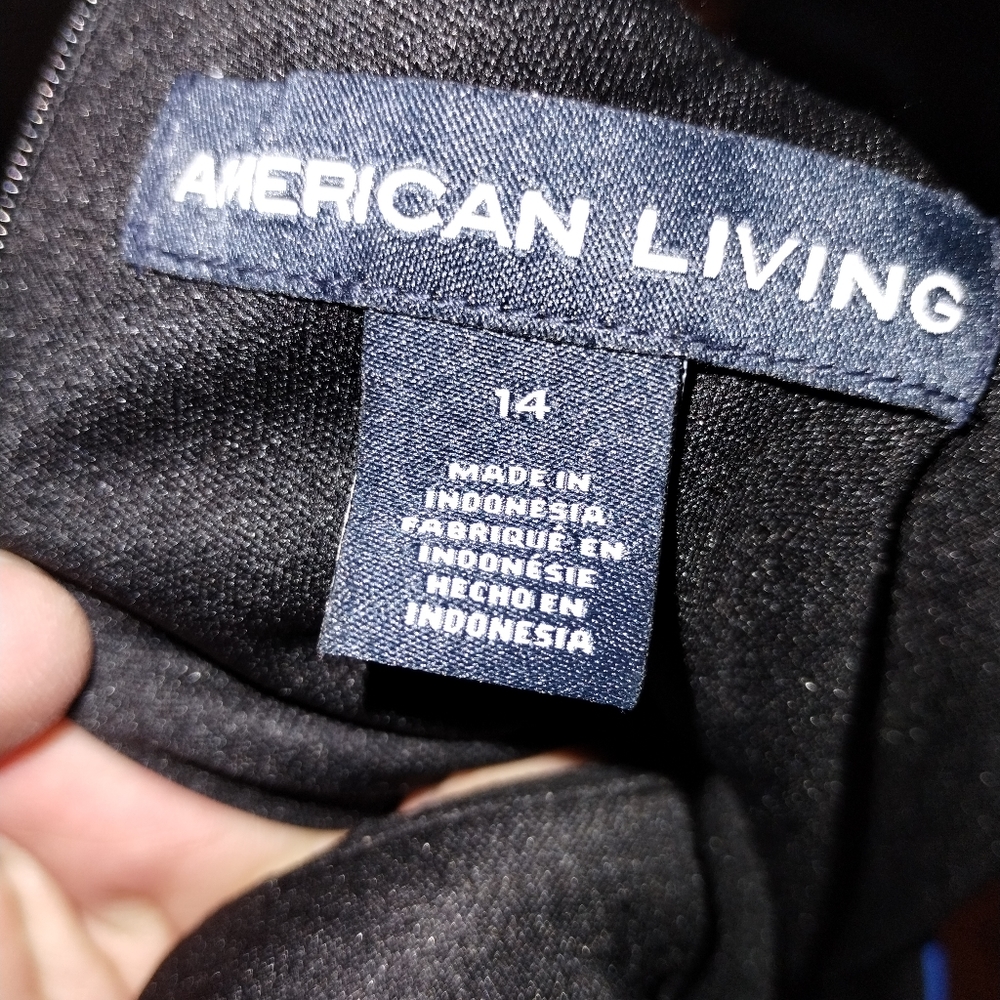 AMERICAN LIVING
14
MADE IN
INDONESIA
FABRIQUÉ EN
INDONÉSIE
HECHO EN
INDONESIA